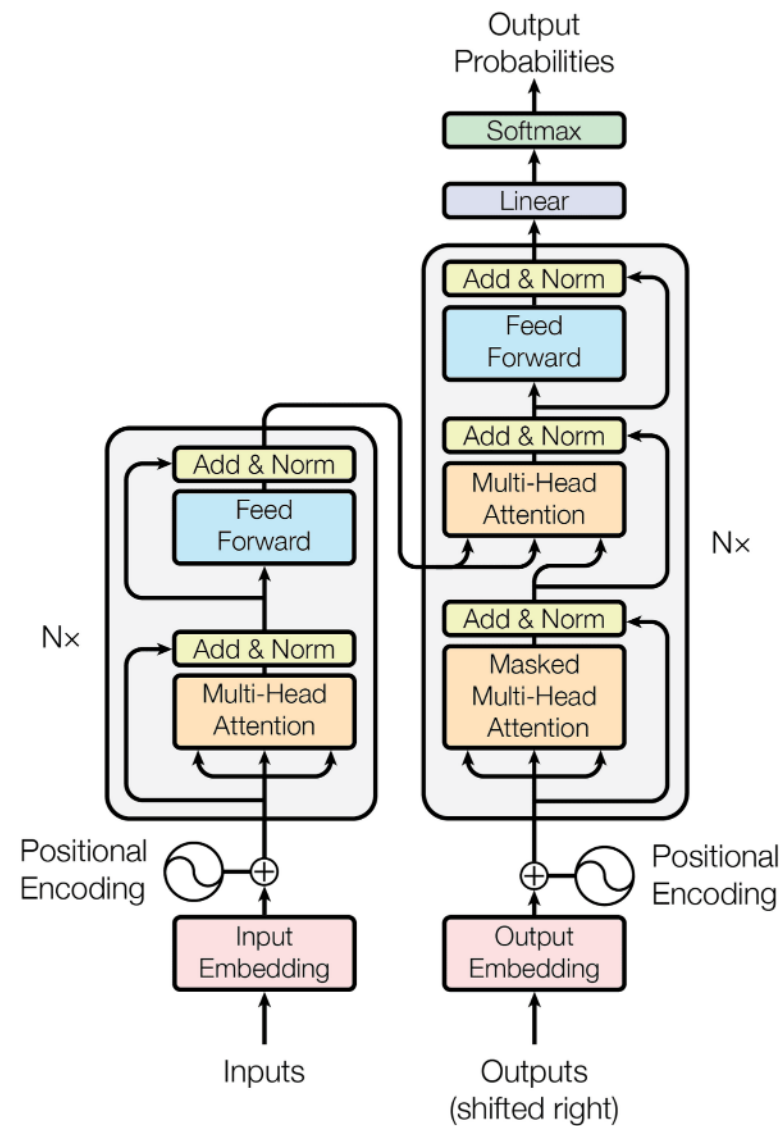 Output
Probabilities
Softmax
Linear
Add & Norm
Feed
Forward
Add & Norm
Multi-Head
Attention
Add & Norm
Masked
Multi-Head
Attention
N×
Add & Norm
Feed
Forward
Add & Norm
Multi-Head
Attention
N×
Positional
Encoding
Positional
Encoding
Input
Embedding
Output
Embedding
Inputs
Outputs
(shifted right)